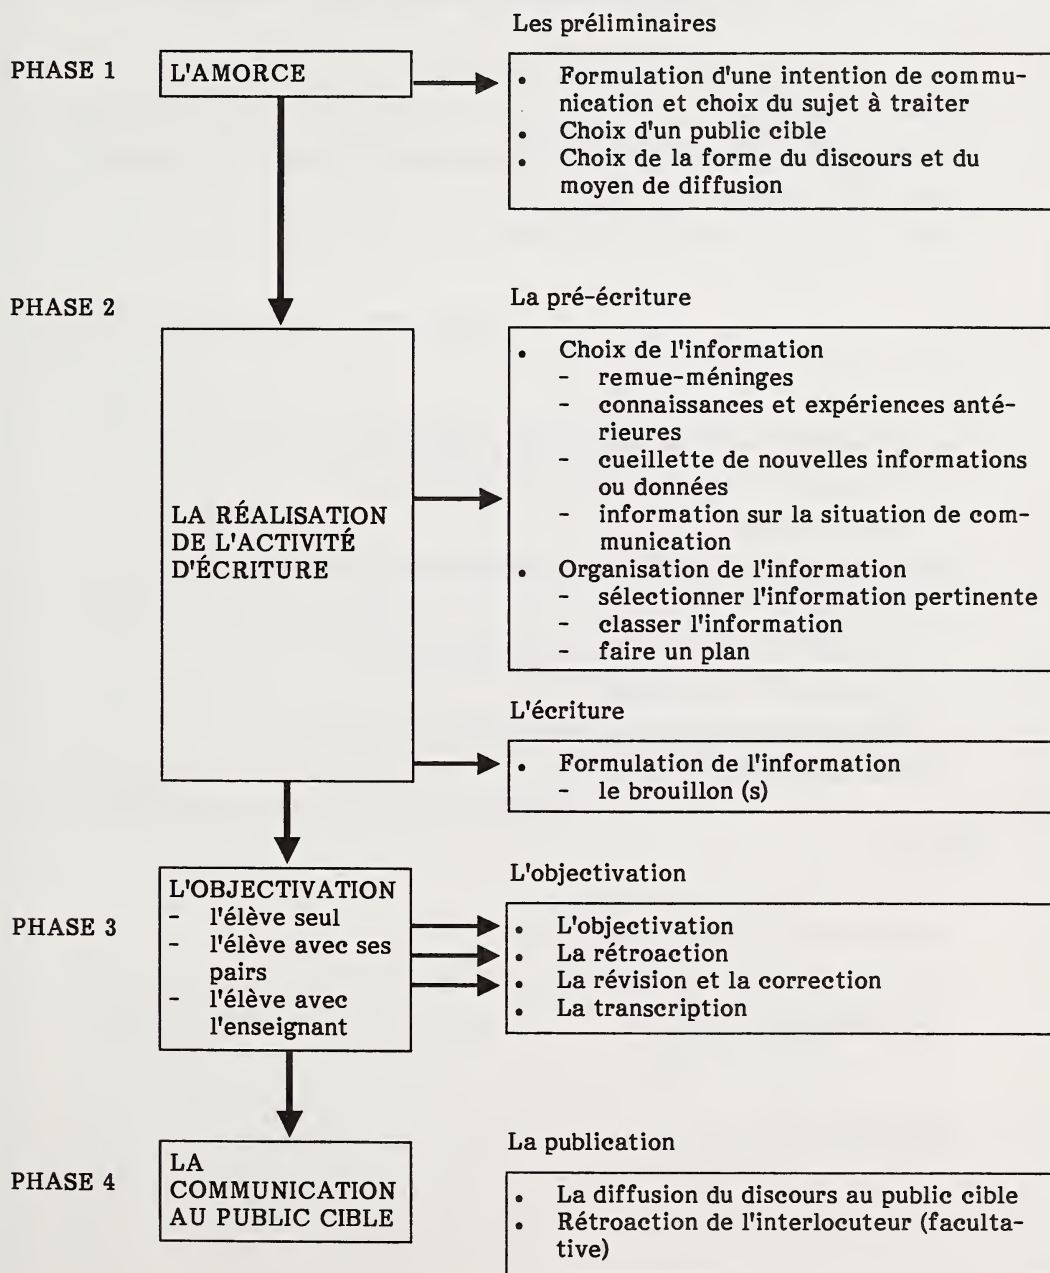 Les préliminaires
PHASE 1
L'AMORCE
• Formulation d'une intention de commu-
nication et choix du sujet à traiter
• Choix d'un public cible
• Choix de la forme du discours et du
moyen de diffusion
PHASE 2
La pré-écriture
LA RÉALISATION
DE L'ACTIVITÉ
D'ÉCRITURE
• Choix de l'information
- remue-méninges
- connaissances et expériences anté-
rieures
- cueillette de nouvelles informations
ou données
- information sur la situation de com-
munication
• Organisation de l'information
- sélectionner l'information pertinente
- classer l'information
- faire un plan
L'écriture
• Formulation de l'information
- le brouillon (s)
PHASE 3
L'OBJECTIVATION
- l'élève seul
- l'élève avec ses
pairs
- l'élève avec
l'enseignant
L'objectivation
• L'objectivation
• La rétroaction
• La révision et la correction
• La transcription
PHASE 4
LA
COMMUNICATION
AU PUBLIC CIBLE
La publication
• La diffusion du discours au public cible
• Rétroaction de l'interlocuteur (faculta-
tive)